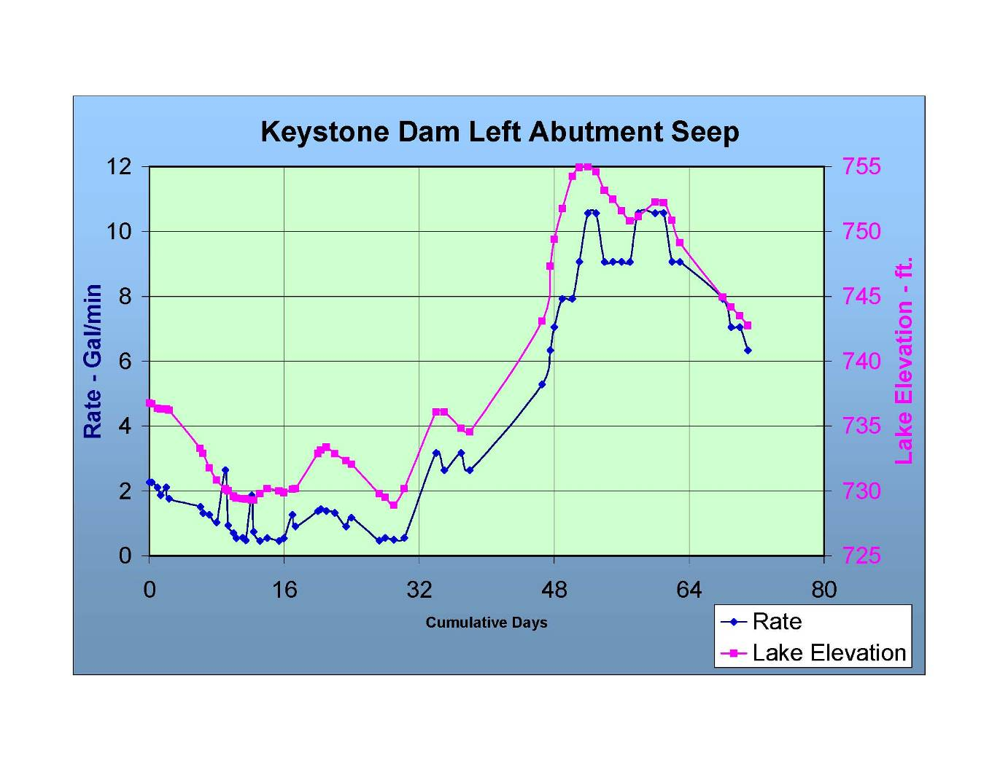 Keystone Dam Left Abutment Seep
12
10
8
6
4
2
0
Rate - Gal/min
755
750
745
740
735
730
725
Lake Elevation - ft.
0 16 32 48 64 80
Cumulative Days
Rate
Lake Elevation